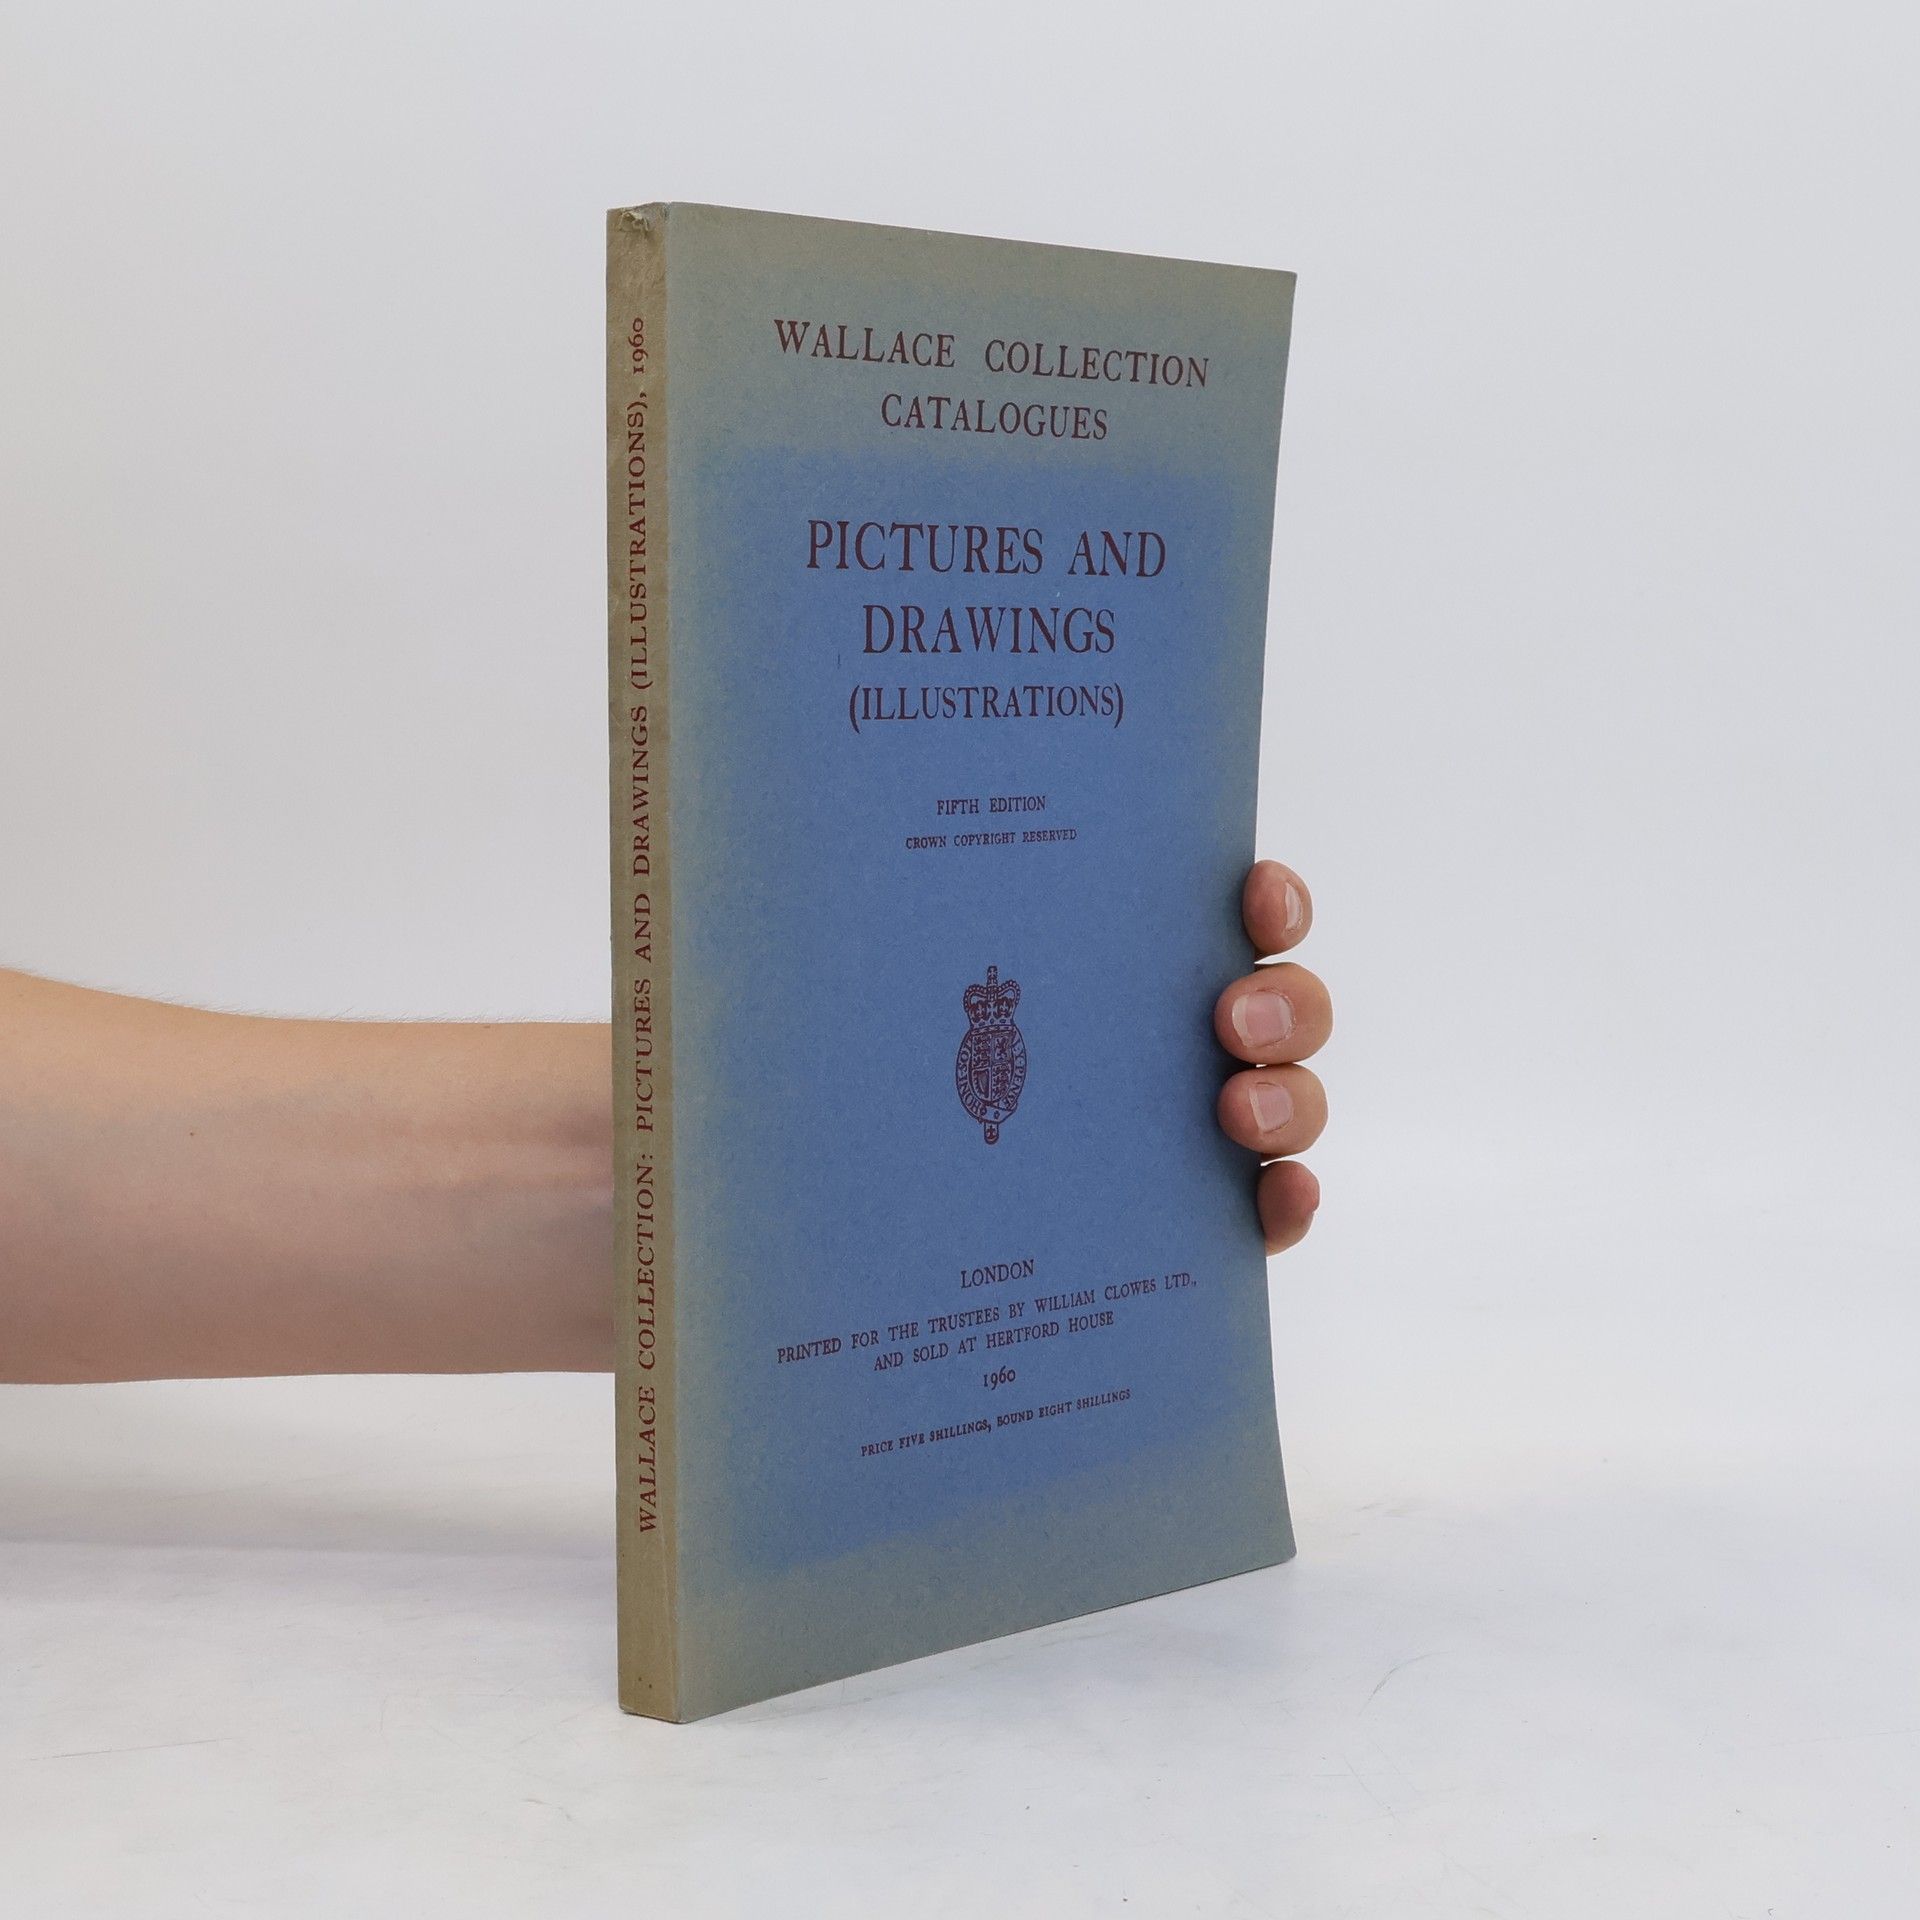 WALLACE COLLECTION: PICTURES AND DRAWINGS (ILLUSTRATIONS), 1960
WALLACE COLLECTION
CATALOGUES
PICTURES AND
DRAWINGS
(ILLUSTRATIONS)
FIFTH EDITION
CROWN COPYRIGHT RESERVED
LONDON
PRINTED FOR THE TRUSTEES BY WILLIAM CLOWES LTD.,
AND SOLD AT HERTFORD HOUSE
1960
PRICE FIVE SHILLINGS, BOUND EIGHT SHILLINGS